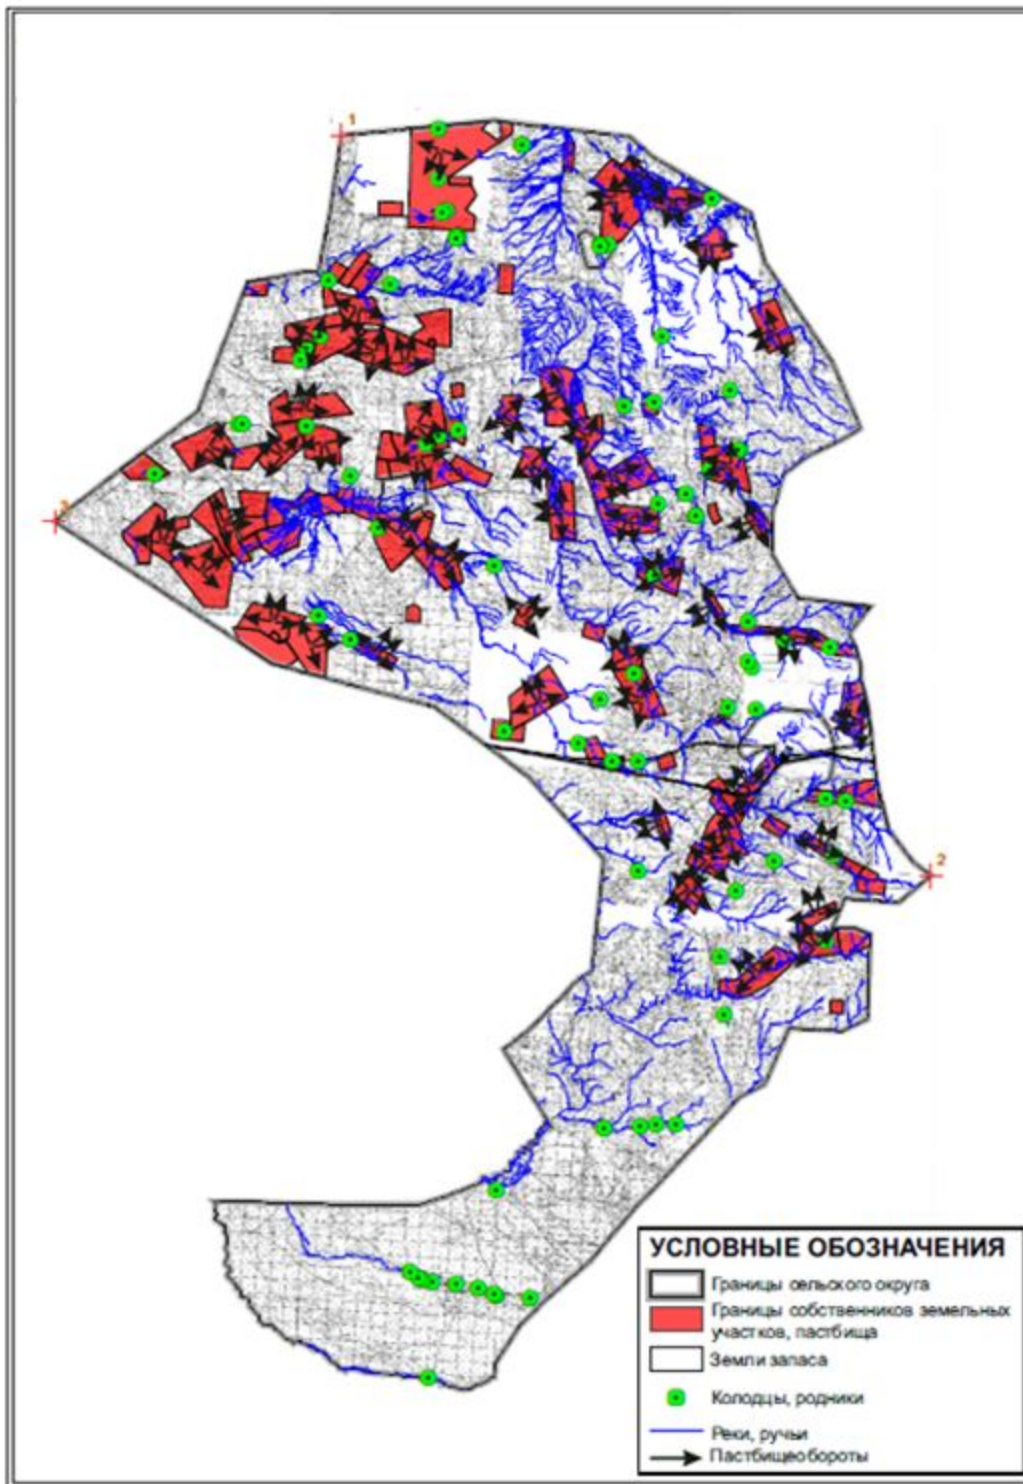 1
3
2
УСЛОВНЫЕ ОБОЗНАЧЕНИЯ
Границы сельского округа
Границы собственников земельных
участков, пастбища
Земли запаса
Колодцы, родники
Реки, ручьи
Пастбищеобороты